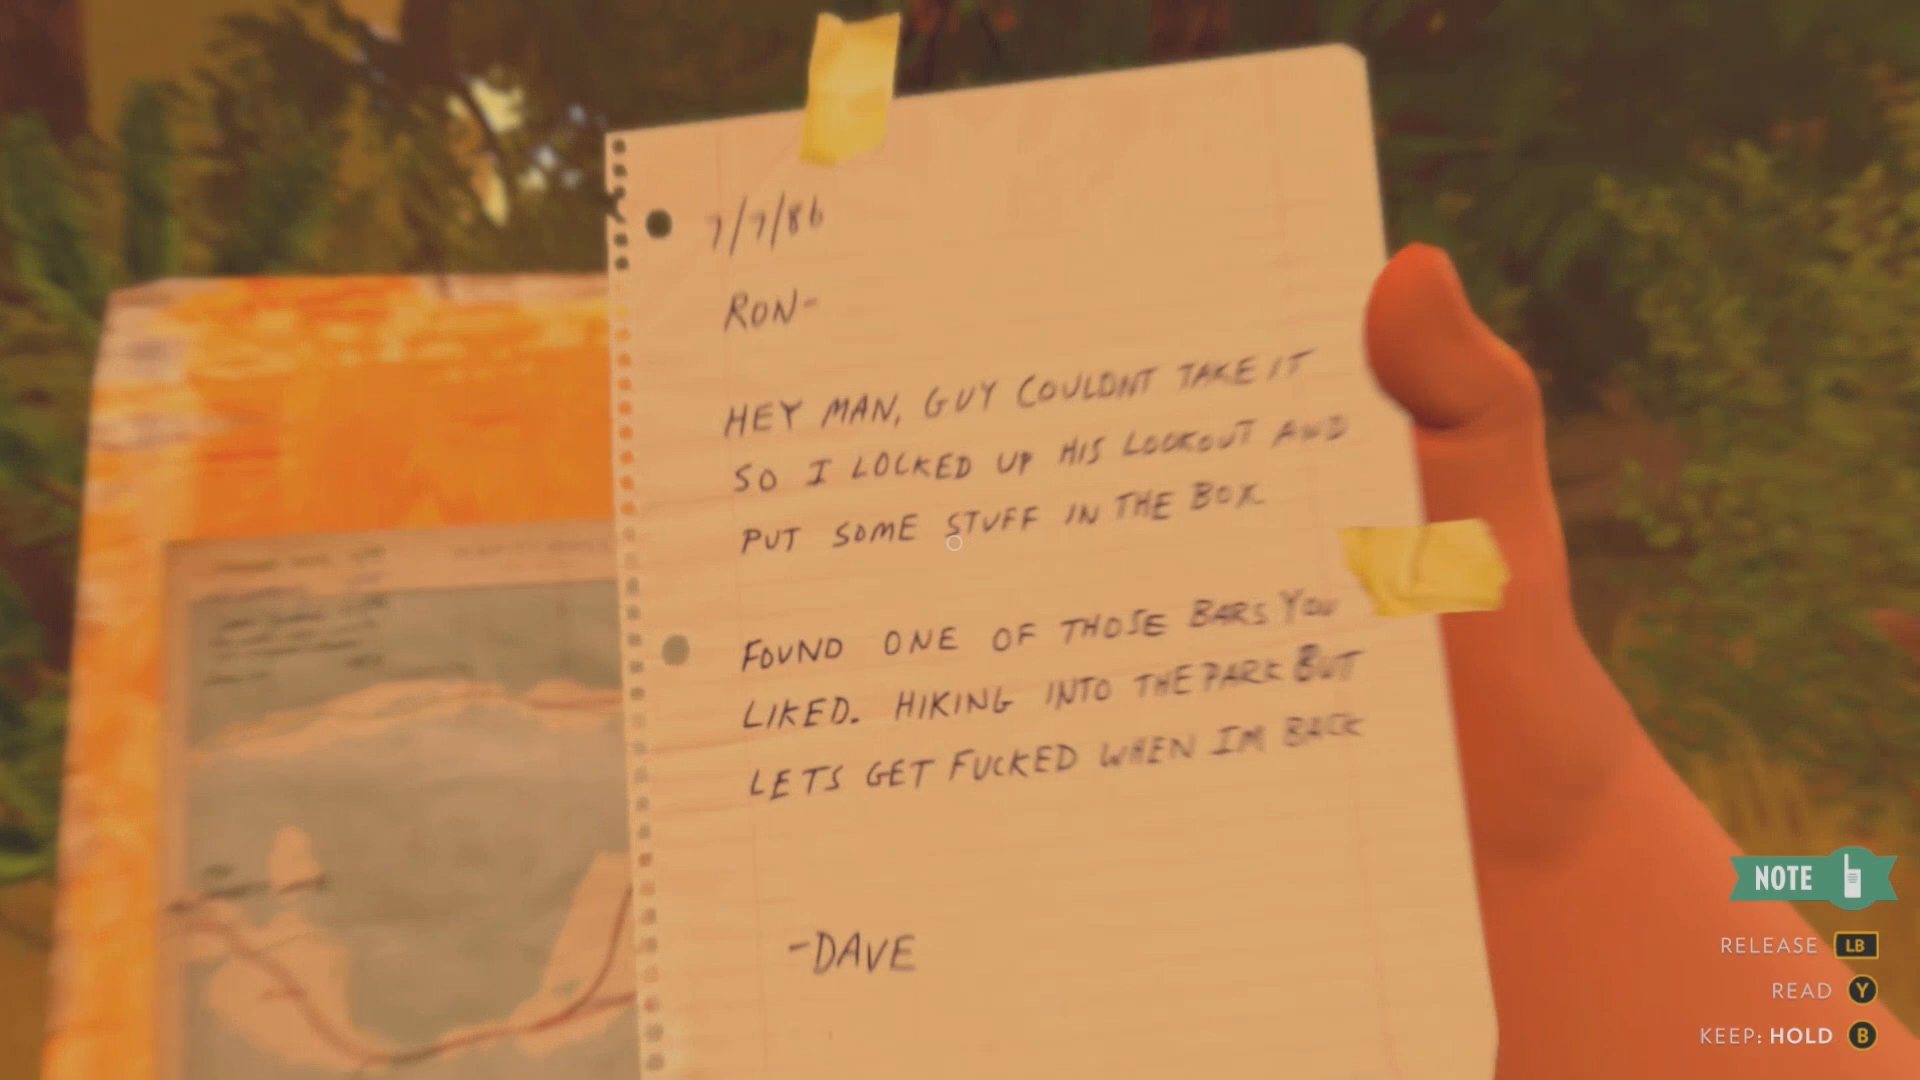 7/7/86
RON-
HEY MAN, GUY COULDNT TAKE IT
SO I LOCKED UP HIS LOOKOUT AND
PUT SOME STUFF IN THE BOX.
FOUND ONE OF THOSE BARS YOU
LIKED. HIKING INTO THE PARK BUT
LETS GET FUCKED WHEN IM BACK
-DAVE
NOTE
RELEASE LB
READ Y
KEEP: HOLD B